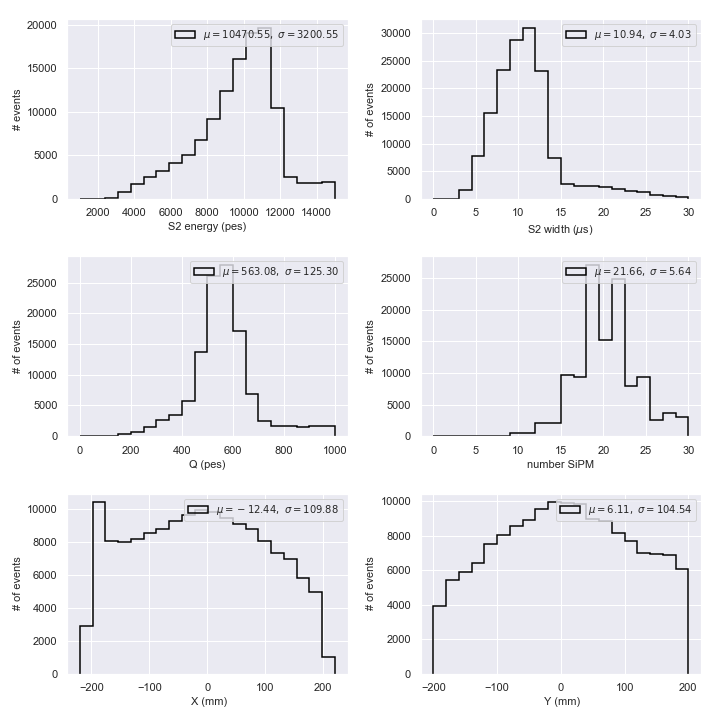 μ = 10470.55, σ = 3200.55
20000
15000
10000
5000
0
# events
2000 4000 6000 8000 10000 12000 14000
S2 energy (pes)
μ = 10.94, σ = 4.03
30000
25000
20000
15000
10000
5000
0
# of events
0 5 10 15 20 25 30
S2 width (μs)
μ = 563.08, σ = 125.30
25000
20000
15000
10000
5000
0
# of events
0 200 400 600 800 1000
Q (pes)
μ = 21.66, σ = 5.64
25000
20000
15000
10000
5000
0
# of events
0 5 10 15 20 25 30
number SiPM
μ = −12.44, σ = 109.88
10000
8000
6000
4000
2000
0
# of events
−200 −100 0 100 200
X (mm)
μ = 6.11, σ = 104.54
10000
8000
6000
4000
2000
0
# of events
−200 −100 0 100 200
Y (mm)